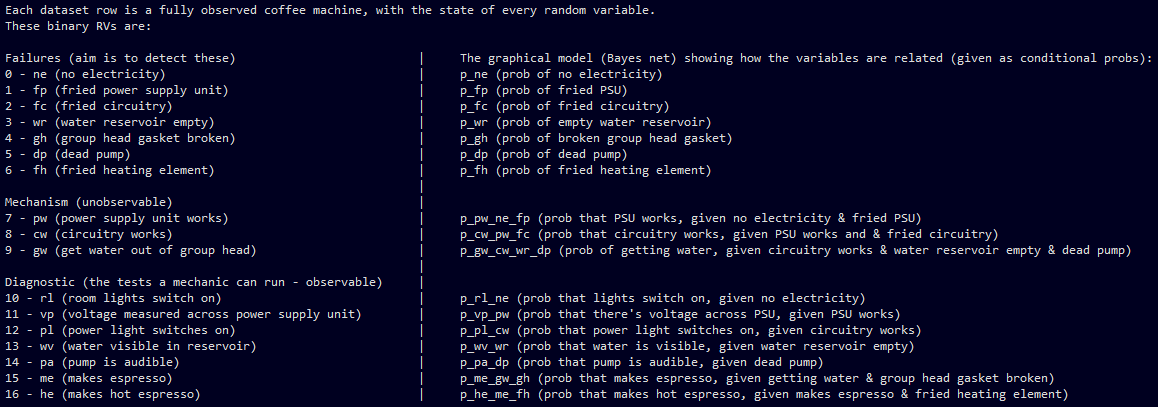 Each dataset row is a fully observed coffee machine, with the state of every random variable.
These binary RVs are:
Failures (aim is to detect these) | The graphical model (Bayes net) showing how the variables are related (given as conditional probs):
0 - ne (no electricity) | p_ne (prob of no electricity)
1 - fp (fried power supply unit) | p_fp (prob of fried PSU)
2 - fc (fried circuitry) | p_fc (prob of fried circuitry)
3 - wr (water reservoir empty) | p_wr (prob of empty water reservoir)
4 - gh (group head gasket broken) | p_gh (prob of broken group head gasket)
5 - dp (dead pump) | p_dp (prob of dead pump)
6 - fh (fried heating element) | p_fh (prob of fried heating element)
|
Mechanism (unobservable) |
7 - pw (power supply unit works) | p_pw_ne_fp (prob that PSU works, given no electricity & fried PSU)
8 - cw (circuitry works) | p_cw_pw_fc (prob that circuitry works, given PSU works and & fried circuitry)
9 - gw (get water out of group head) | p_gw_cw_wr_dp (prob of getting water, given circuitry works & water reservoir empty & dead pump)
|
Diagnostic (the tests a mechanic can run - observable) |
10 - rl (room lights switch on) | p_rl_ne (prob that lights switch on, given no electricity)
11 - vp (voltage measured across power supply unit) | p_vp_pw (prob that there's voltage across PSU, given PSU works)
12 - pl (power light switches on) | p_pl_cw (prob that power light switches on, given circuitry works)
13 - wv (water visible in reservoir) | p_wv_wr (prob that water is visible, given water reservoir empty)
14 - pa (pump is audible) | p_pa_dp (prob that pump is audible, given dead pump)
15 - me (makes espresso) | p_me_gw_gh (prob that makes espresso, given getting water & group head gasket broken)
16 - he (makes hot espresso) | p_he_me_fh (prob that makes hot espresso, given makes espresso & fried heating element)